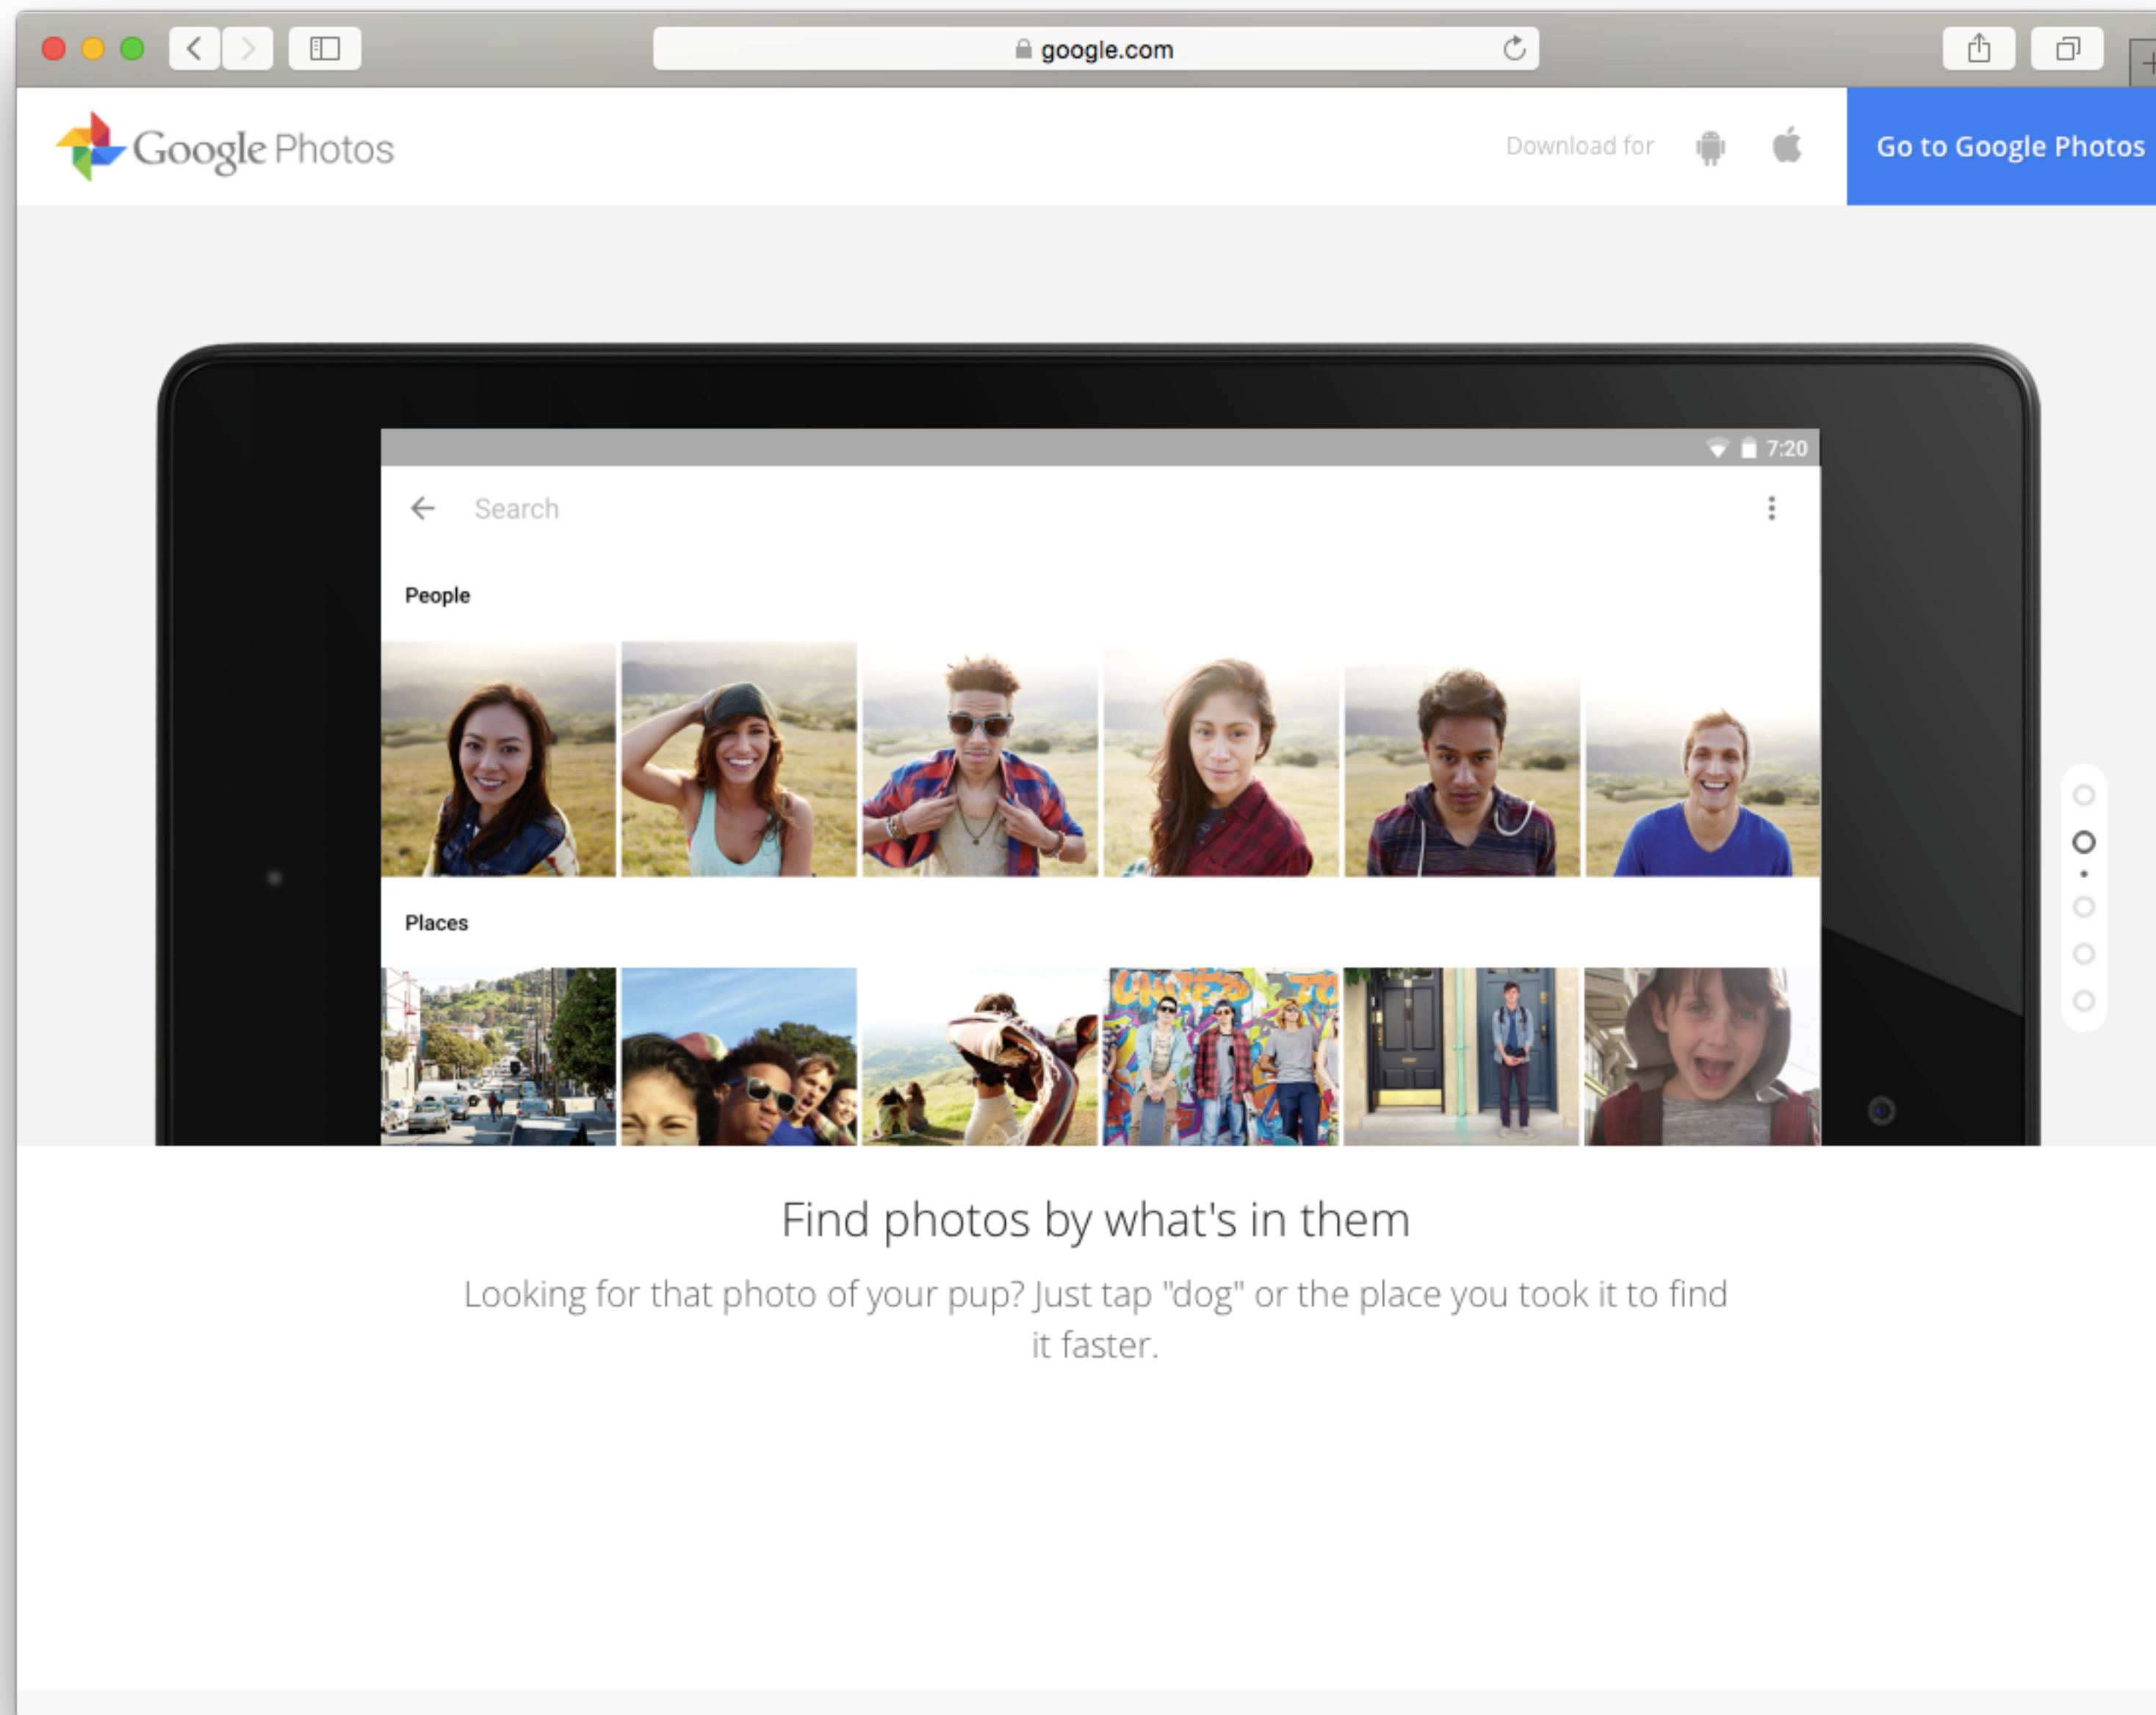 google.com
Google Photos
Download for
Go to Google Photos
7:20
Search
People
Places
UNITED TO
Find photos by what's in them
Looking for that photo of your pup? Just tap "dog" or the place you took it to find
it faster.